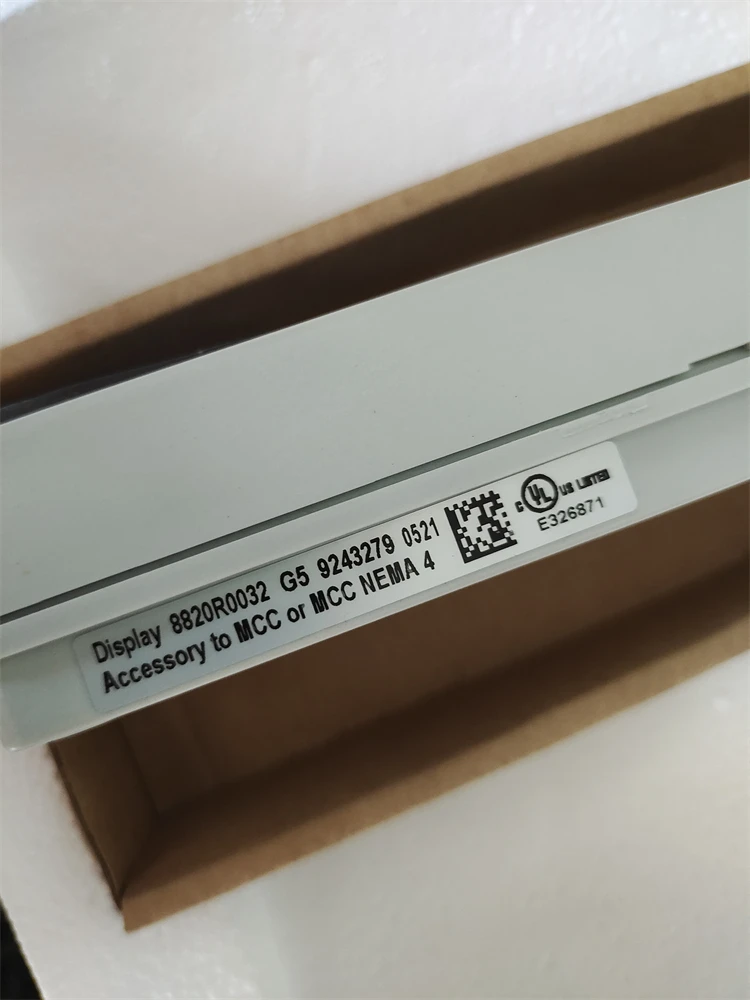 Display 8820R0032 G5 9243279 0521
Accessory to MCC or MCC NEMA 4
C UL US LISTED
E326871